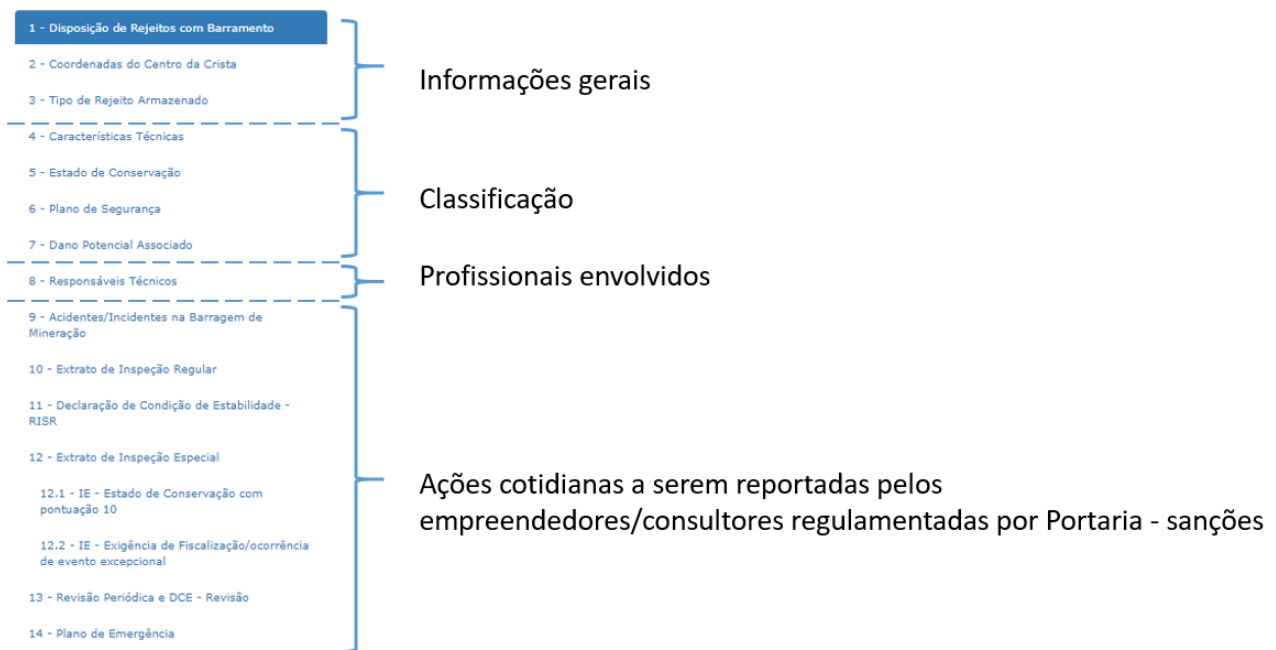 1 - Disposição de Rejeitos com Barramento
2 - Coordenadas do Centro da Crista
3 - Tipo de Rejeito Armazenado
Informações gerais
4 - Características Técnicas
5 - Estado de Conservação
6 - Plano de Segurança
7 - Dano Potencial Associado
Classificação
8 - Responsáveis Técnicos
Profissionais envolvidos
9 - Acidentes/Incidentes na Barragem de
Mineração
10 - Extrato de Inspeção Regular
11 - Declaração de Condição de Estabilidade -
RISR
12 - Extrato de Inspeção Especial
12.1 - IE - Estado de Conservação com
pontuação 10
12.2 - IE - Exigência de Fiscalização/ocorrência
de evento excepcional
13 - Revisão Periódica e DCE - Revisão
14 - Plano de Emergência
Ações cotidianas a serem reportadas pelos
empreendedores/consultores regulamentadas por Portaria - sanções